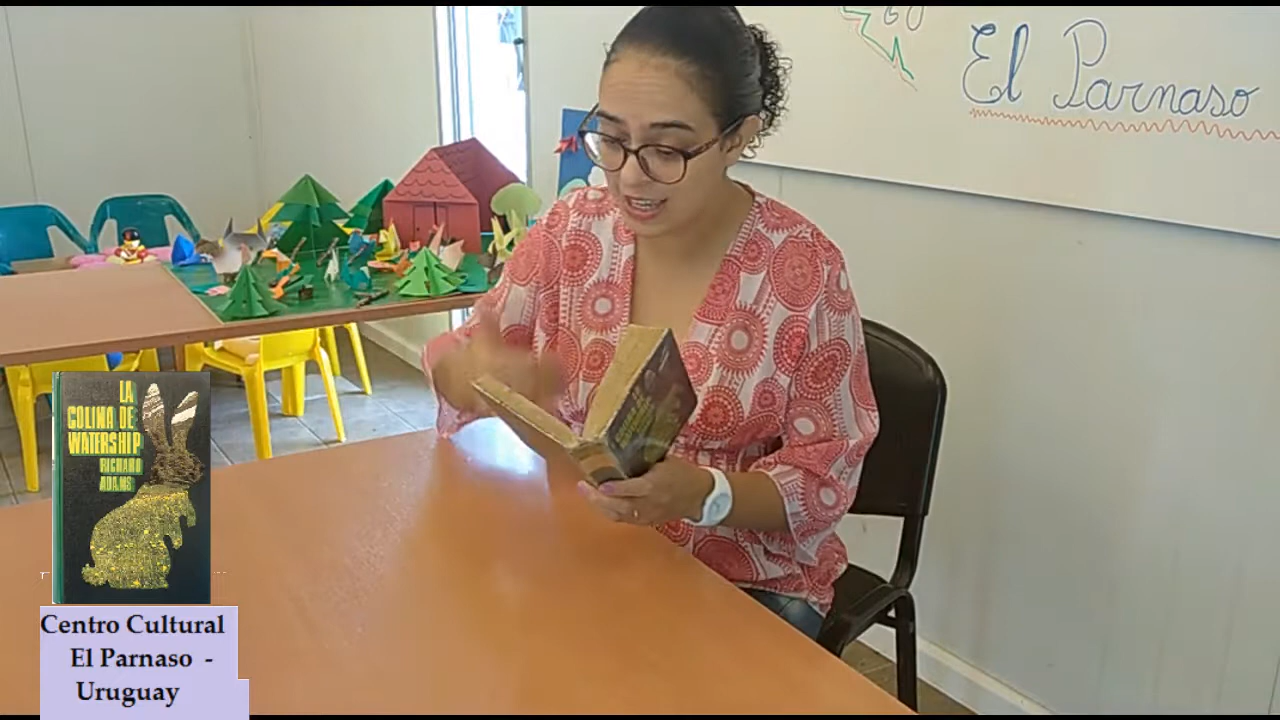 El Parnaso
LA
COLINA DE
WATERSHIP
RICHARD
ADAMS
Centro Cultural
El Parnaso -
Uruguay